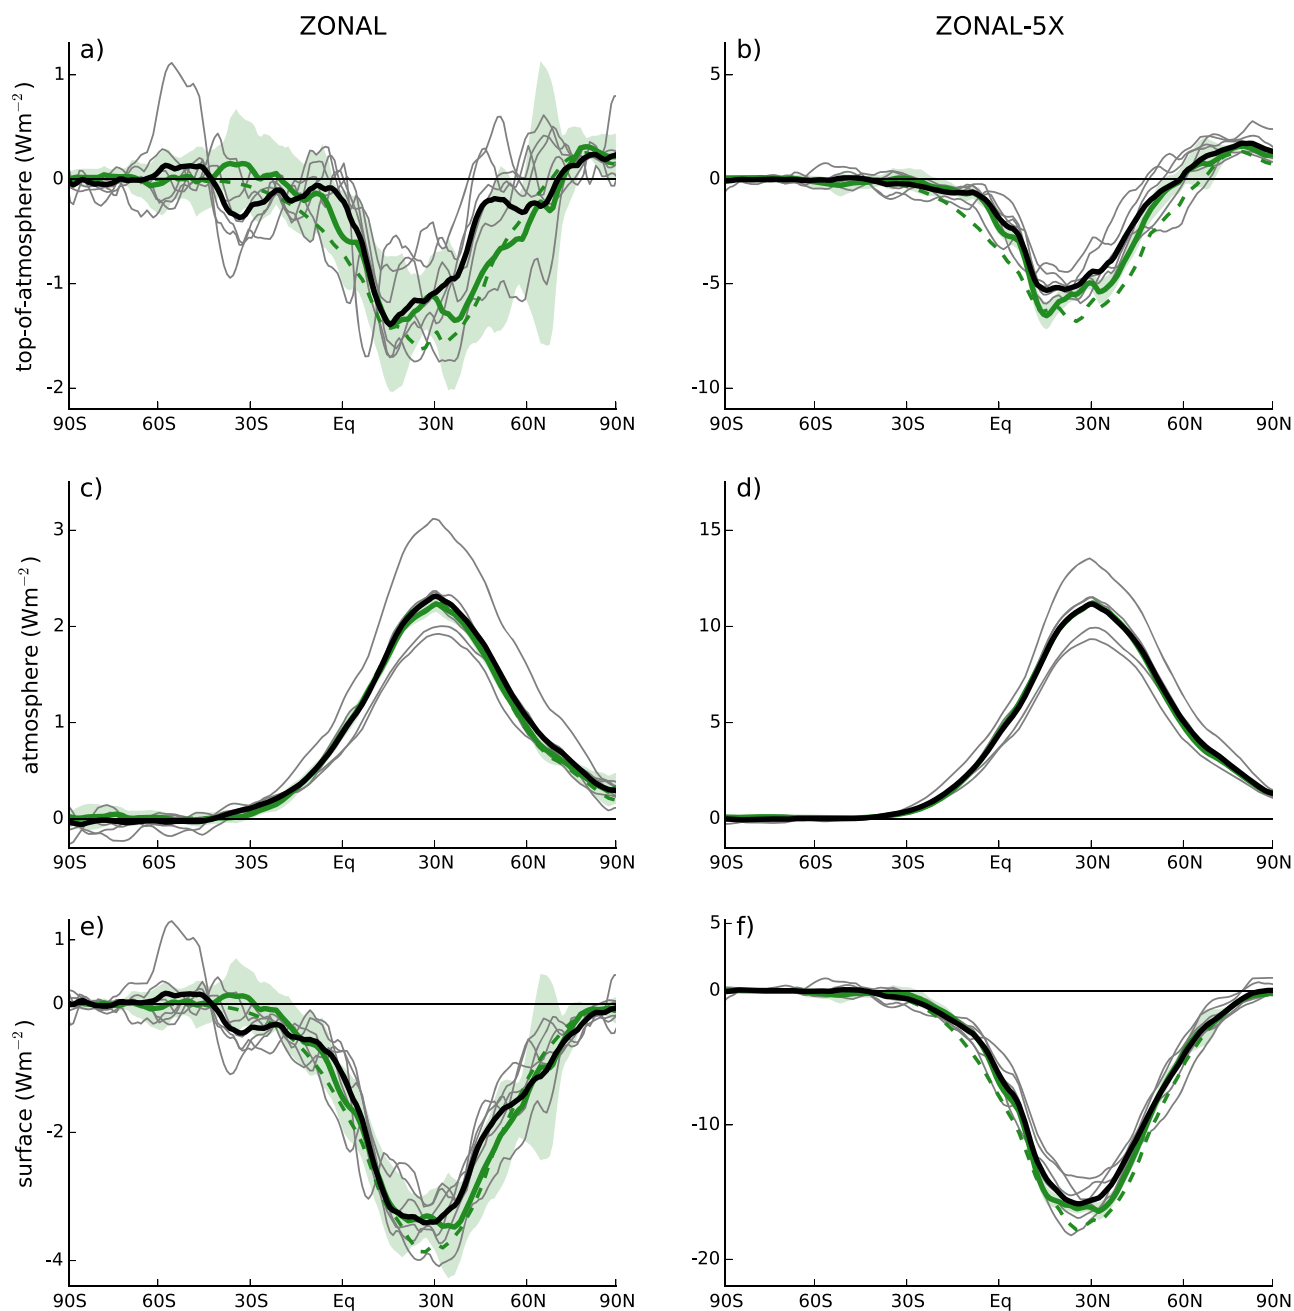 ZONAL
ZONAL-5X
a)
1
0
-1
-2
top-of-atmosphere (Wm⁻²)
90S 60S 30S Eq 30N 60N 90N
b)
5
0
-5
-10
90S 60S 30S Eq 30N 60N 90N
c)
3
2
1
0
atmosphere (Wm⁻²)
90S 60S 30S Eq 30N 60N 90N
d)
15
10
5
0
90S 60S 30S Eq 30N 60N 90N
e)
1
0
-2
-4
surface (Wm⁻²)
90S 60S 30S Eq 30N 60N 90N
f)
5
0
-10
-20
90S 60S 30S Eq 30N 60N 90N